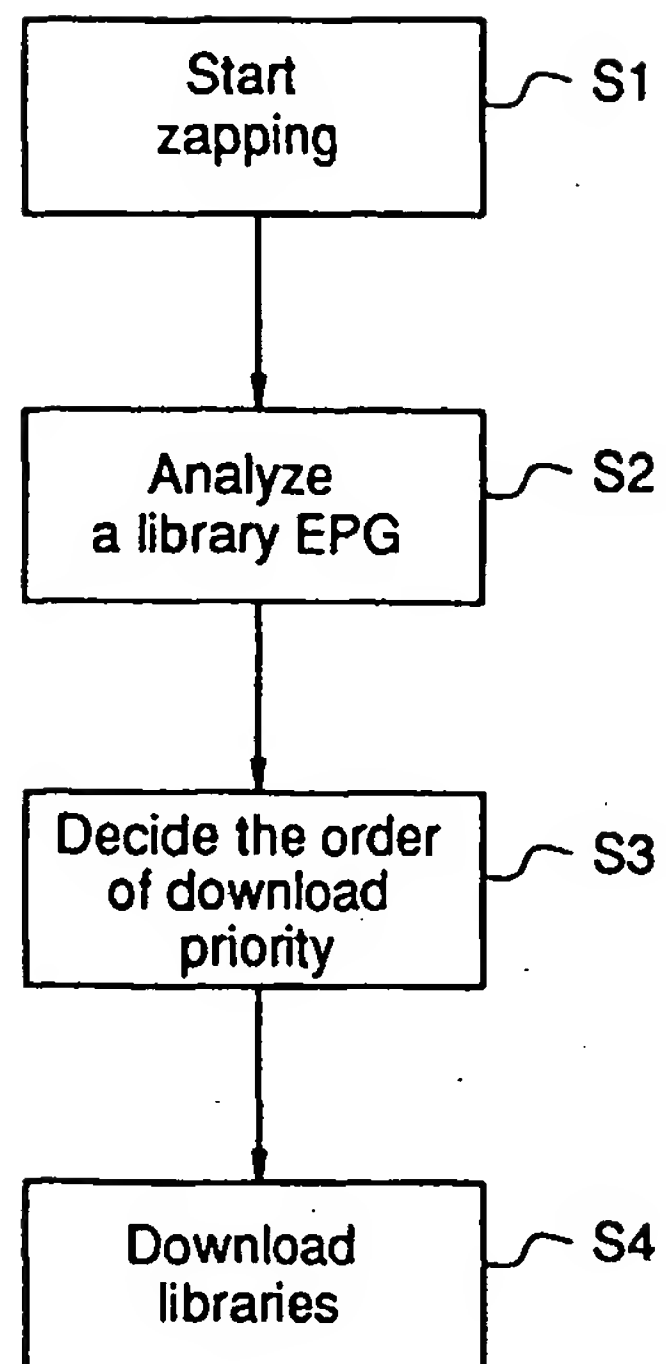 Start
zapping
S1
Analyze
a library EPG
S2
Decide the order
of download
priority
S3
Download
libraries
S4